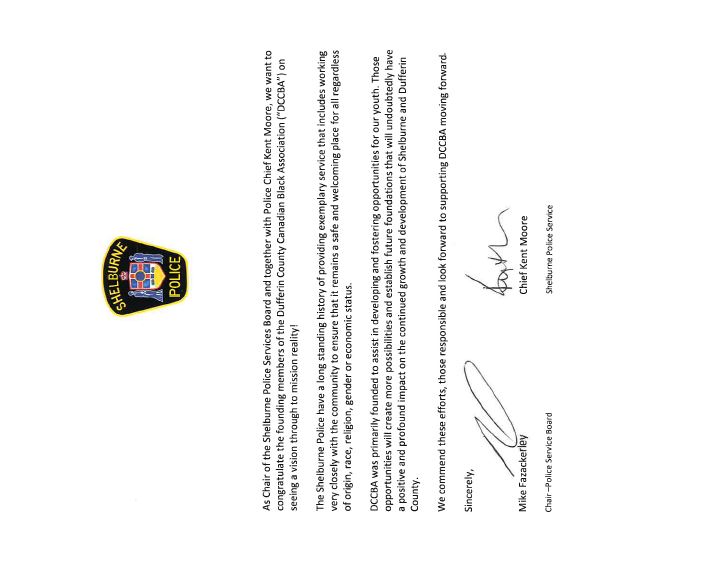 SHELBURNE
POLICE
As Chair of the Shelburne Police Services Board and together with Police Chief Kent Moore, we want to
congratulate the founding members of the Dufferin County Canadian Black Association (“DCCBA”) on
seeing a vision through to mission reality!
The Shelburne Police have a long standing history of providing exemplary service that includes working
very closely with the community to ensure that it remains a safe and welcoming place for all regardless
of origin, race, religion, gender or economic status.
DCCBA was primarily founded to assist in developing and fostering opportunities for our youth. Those
opportunities will create more possibilities and establish future foundations that will undoubtedly have
a positive and profound impact on the continued growth and development of Shelburne and Dufferin
County.
We commend these efforts, those responsible and look forward to supporting DCCBA moving forward.
Sincerely,
Mike Fazackerley Chief Kent Moore
Chair –Police Service Board Shelburne Police Service